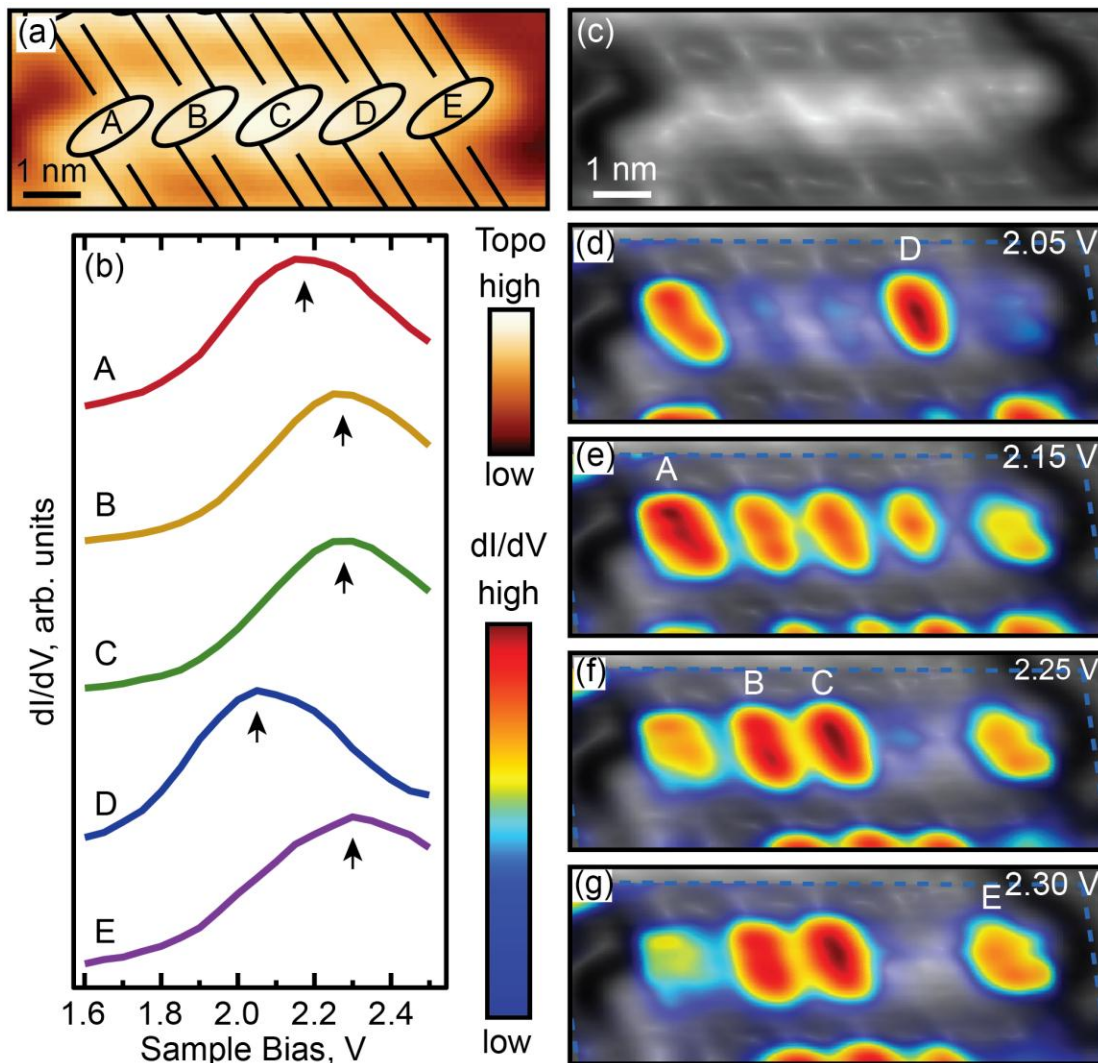 (a)
A B C D E
1 nm
(c)
1 nm
(b)
A
B
C
D
E
dI/dV, arb. units
1.6 1.8 2.0 2.2 2.4
Sample Bias, V
Topo
high
low
dI/dV
high
low
(d)
D
2.05 V
(e)
A
2.15 V
(f)
B C
2.25 V
(g)
E
2.30 V